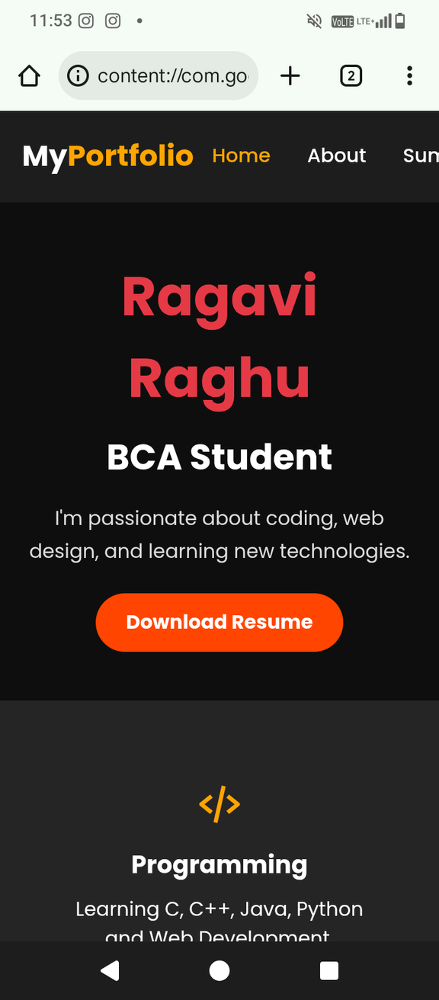 11:53
VoLTE LTE+
content://com.go
2
MyPortfolio Home About Sum
Ragavi
Raghu
BCA Student
I'm passionate about coding, web
design, and learning new technologies.
Download Resume
</>
Programming
Learning C, C++, Java, Python
and Web Development